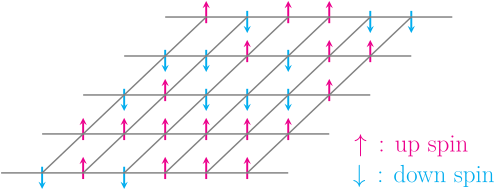 ↑ : up spin
↓ : down spin